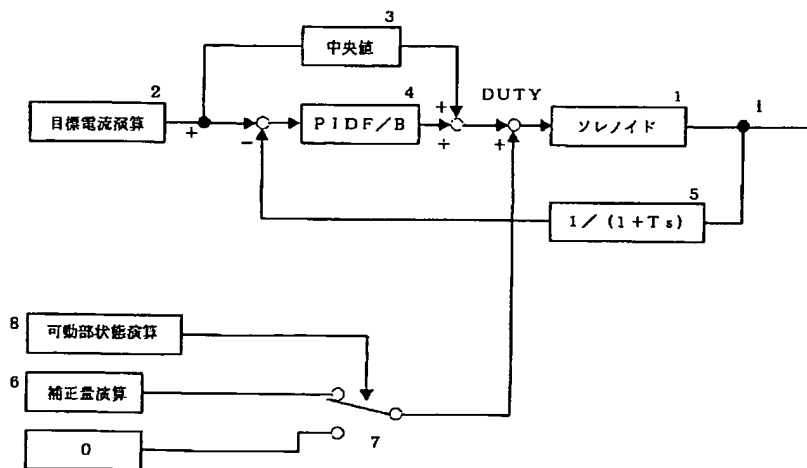 3
中央値
2
4
DUTY
1
i
目標電流演算
+
−
PIDF/B
+
+
+
ソレノイド
5
1/(1+Ts)
8
可動部状態演算
6
補正量演算
7
0